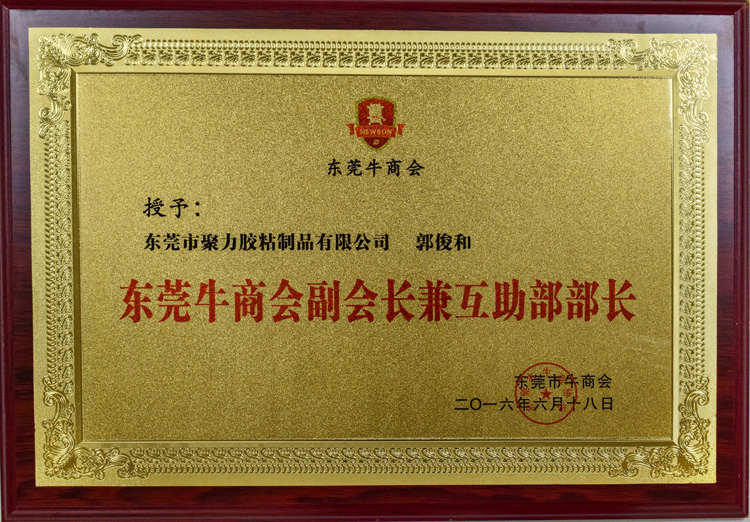 NEWSUN
东莞牛商会
授予：
东莞市聚力胶粘制品有限公司 郭俊和
东莞牛商会副会长兼互助部部长
东莞市牛商会
二〇一六年六月十八日